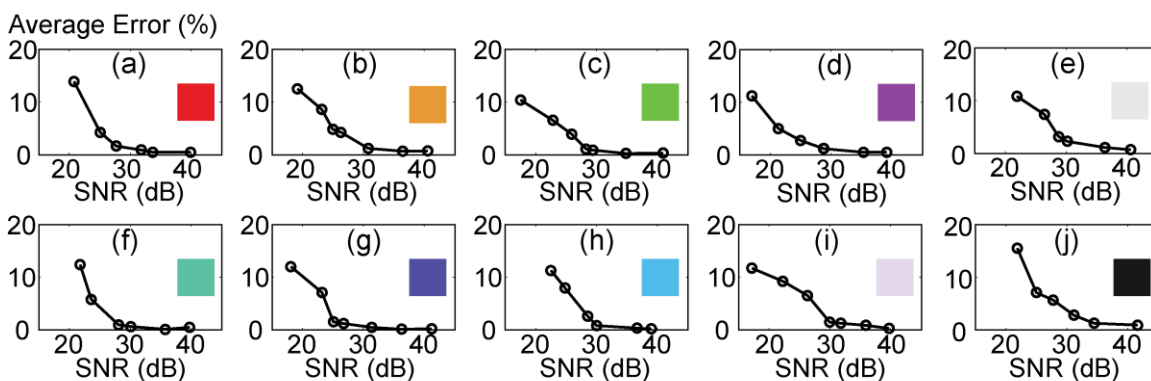 Average Error (%)
20 20 20 20 20
(a) (b) (c) (d) (e)
10 10 10 10 10
0 0 0 0 0
20 30 40 20 30 40 20 30 40 20 30 40 20 30 40
SNR (dB) SNR (dB) SNR (dB) SNR (dB) SNR (dB)
20 20 20 20 20
(f) (g) (h) (i) (j)
10 10 10 10 10
0 0 0 0 0
20 30 40 20 30 40 20 30 40 20 30 40 20 30 40
SNR (dB) SNR (dB) SNR (dB) SNR (dB) SNR (dB)